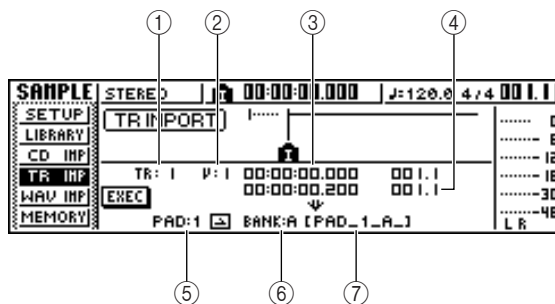 ① ② ③ ④
SAMPLE STEREO 00:00:00.000 ♩=120.0 4/4 001.1
SETUP TR IMPORT
LIBRARY
CD IMP
TR IMP TR: 1 V: 1 00:00:00.000 001.1
WAV IMP EXEC 00:00:00.200 001.1
MEMORY PAD:1 BANK:A [PAD_1_A_] L R
⑤ ⑥ ⑦